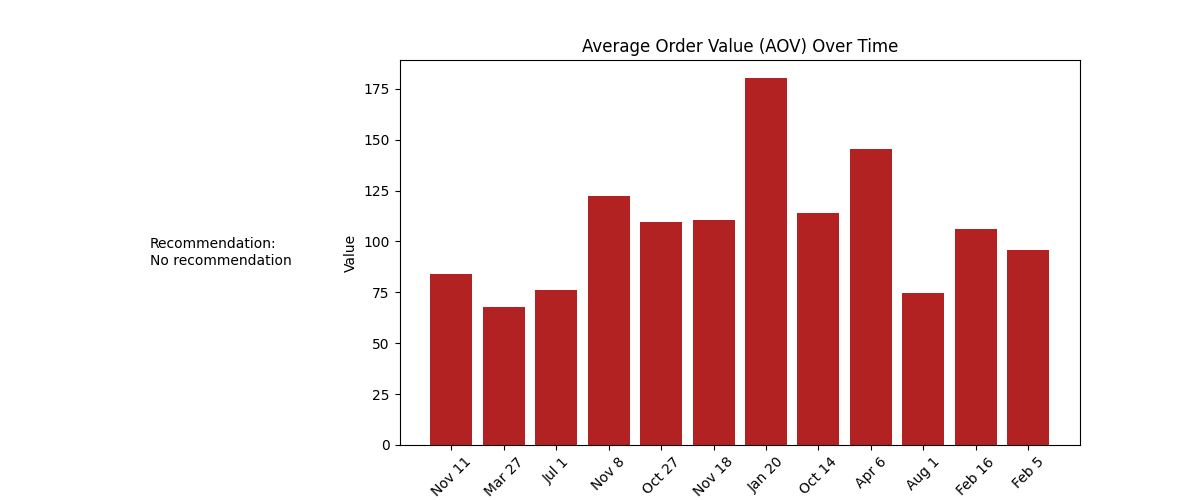 Average Order Value (AOV) Over Time
175
150
125
100
75
50
25
0
Value
Recommendation:
No recommendation
Nov 11
Mar 27
Jul 1
Nov 8
Oct 27
Nov 18
Jan 20
Oct 14
Apr 6
Aug 1
Feb 16
Feb 5